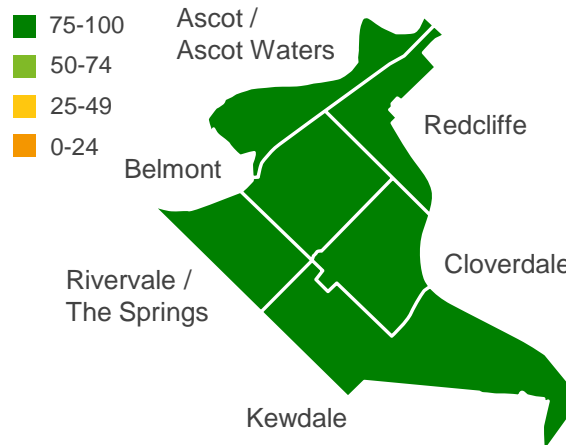 75-100
50-74
25-49
0-24
Ascot /
Ascot Waters
Redcliffe
Belmont
Cloverdale
Rivervale /
The Springs
Kewdale